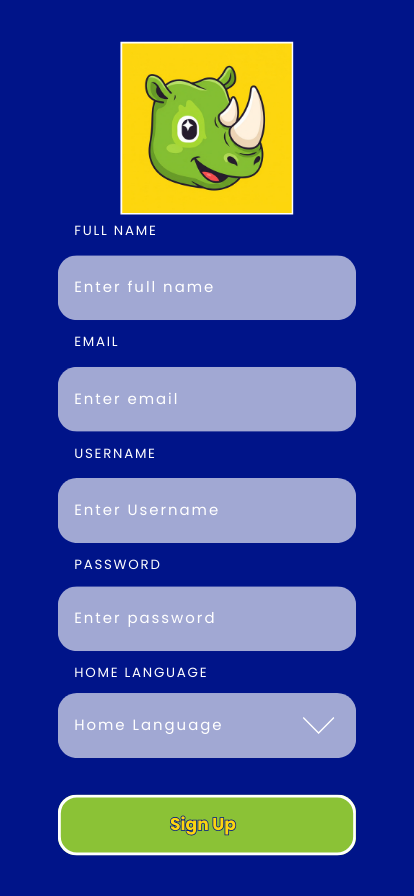 FULL NAME
Enter full name
EMAIL
Enter email
USERNAME
Enter Username
PASSWORD
Enter password
HOME LANGUAGE
Home Language
Sign Up